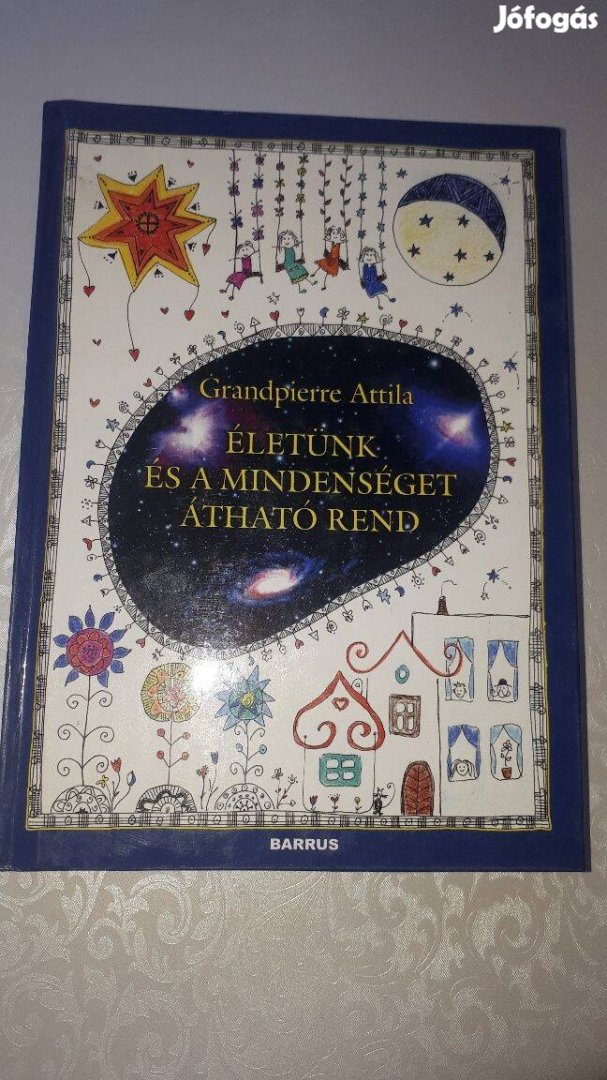 Jófogás
Grandpierre Attila
ÉLETÜNK
ÉS A MINDENSÉGET
ÁTHATÓ REND
BARRUS